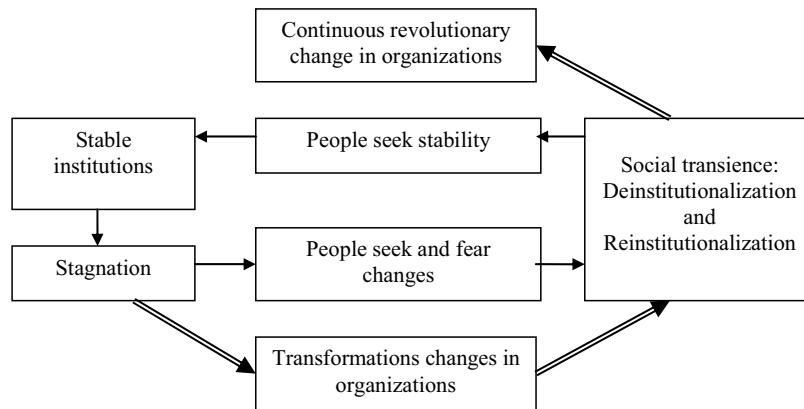 Continuous revolutionary
change in organizations
Stable
institutions
People seek stability
Social transience:
Deinstitutionalization
and
Reinstitutionalization
Stagnation
People seek and fear
changes
Transformations changes in
organizations